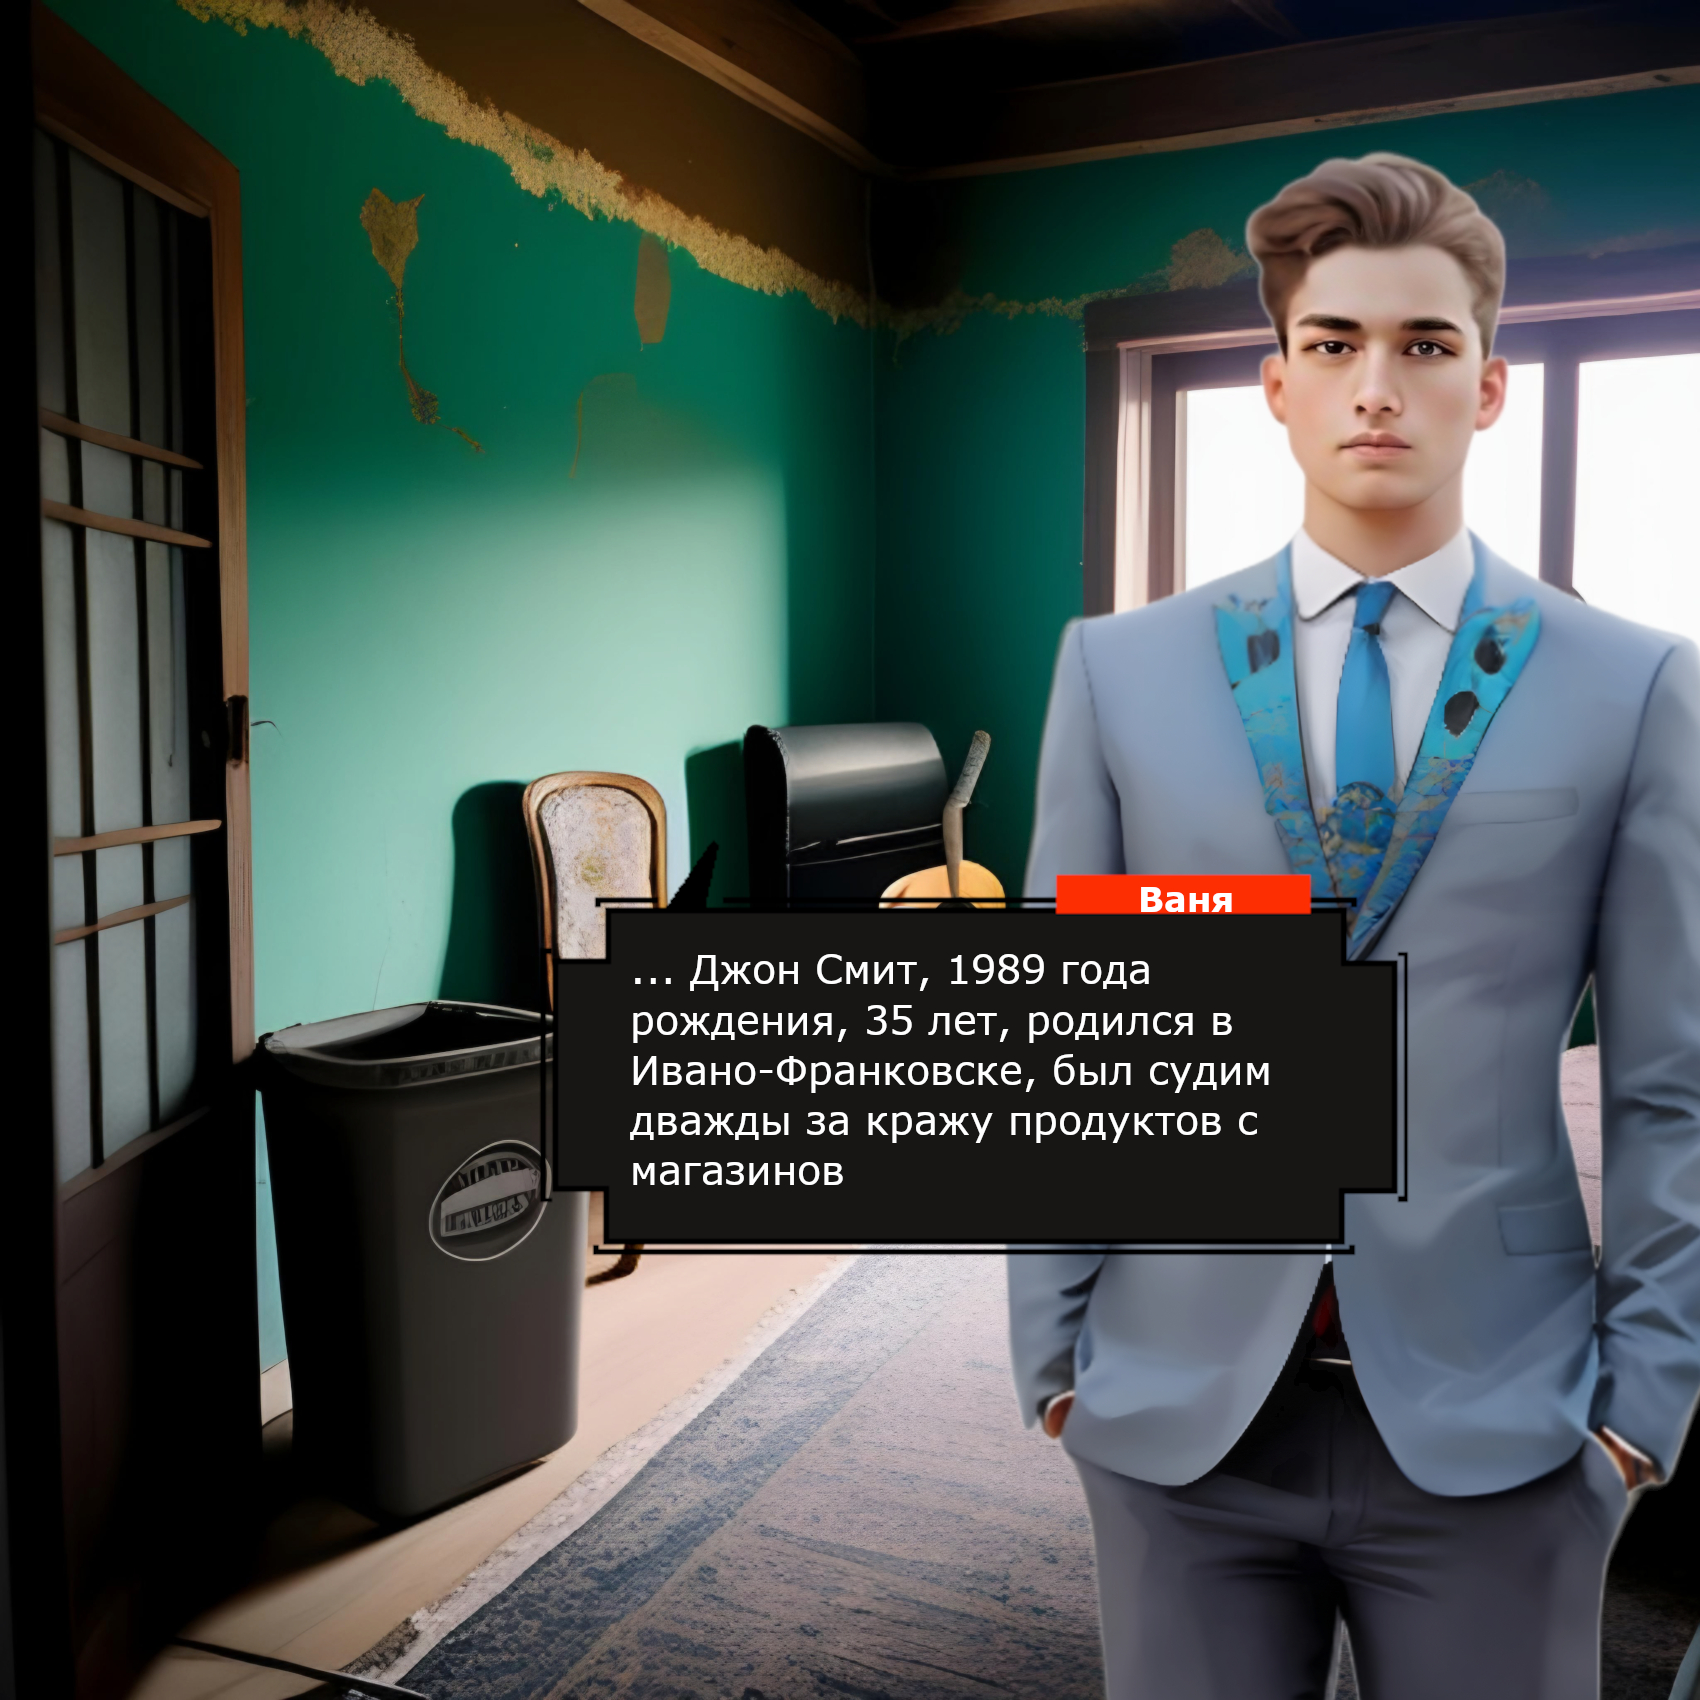 Ваня
... Джон Смит, 1989 года
рождения, 35 лет, родился в
Ивано-Франковске, был судим
дважды за кражу продуктов с
магазинов